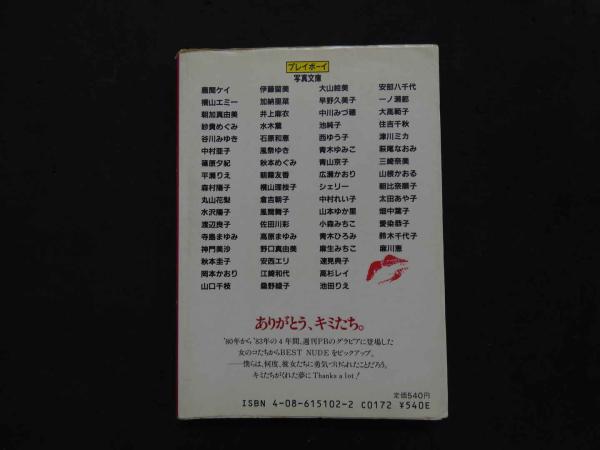 プレイボーイ
写真文庫
鹿間ケイ 伊藤留美 大山絵美 安部八千代
横山エミー 加納亜菜 早野久美子 一ノ瀬都
朝加真由美 井上麻衣 中川みづ穂 大高範子
紗貴めぐみ 水木薫 池純子 住吉千秋
谷川みゆき 石原和恵 西ゆう子 津川ミカ
中村亜子 風祭ゆき 青木ゆみこ 萩尾なおみ
篠原夕紀 秋本めぐみ 青山京子 三崎奈美
平瀬りえ 朝霧友香 広瀬かおり 山根かおる
森村陽子 横山理枝子 シェリー 朝比奈順子
丸山花梨 倉吉朝子 中村れい子 太田あや子
水沢陽子 風間舞子 山本ゆか里 畑中葉子
渡辺良子 佐田川彩 小森みちこ 愛染恭子
寺島まゆみ 高原まゆみ 青木ひろみ 鈴木千代子
神門美沙 野口真由美 麻生みちこ 麻川恵
秋本圭子 安西エリ 速見典子
岡本かおり 江崎和代 高杉レイ
山口千枝 桑野綾子 池田りえ
ありがとう、キミたち。
'80年から'83年の4年間、週刊PBのグラビアに登場した
女のコたちからBEST NUDEをピックアップ。
——僕らは、何度、彼女たちに勇気づけられたことだろう。
キミたちがくれた夢にThanks a lot!
定価540円
ISBN 4-08-615102-2 C0172 ¥540E